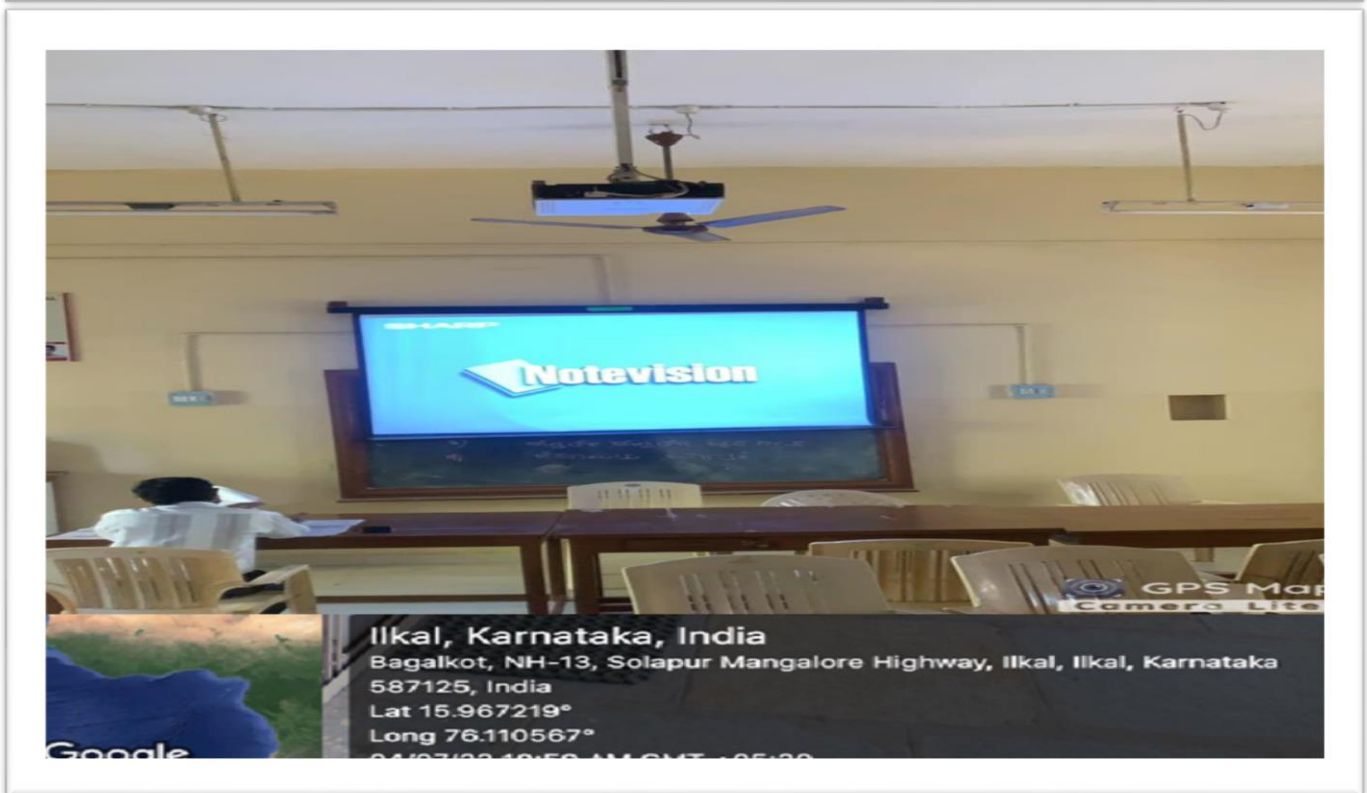 SHARP
Notevision
GPS Map
Camera Lite
Ilkal, Karnataka, India
Bagalkot, NH-13, Solapur Mangalore Highway, Ilkal, Ilkal, Karnataka
587125, India
Lat 15.967219°
Long 76.110567°
Google